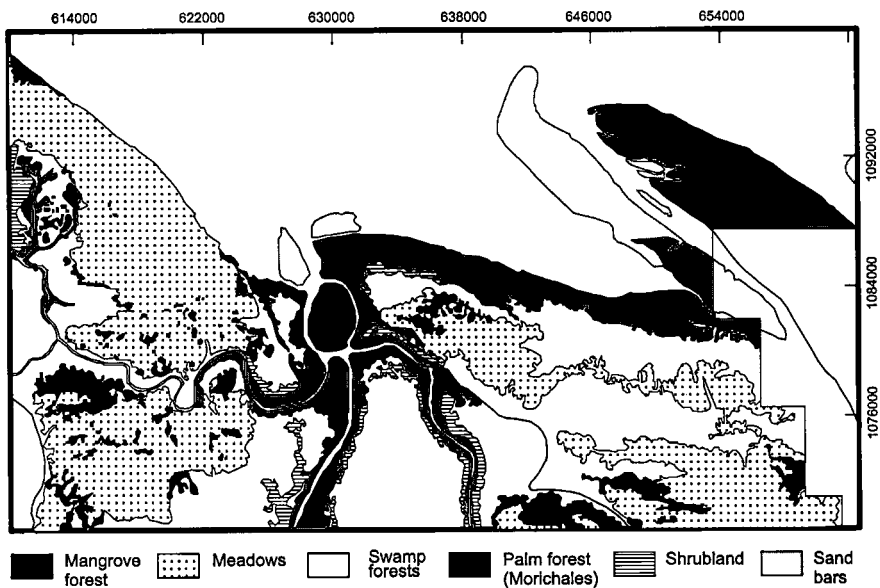 614000 622000 630000 638000 646000 654000
1092000
1084000
1076000
Mangrove forest
Meadows
Swamp forests
Palm forest (Morichales)
Shrubland
Sand bars